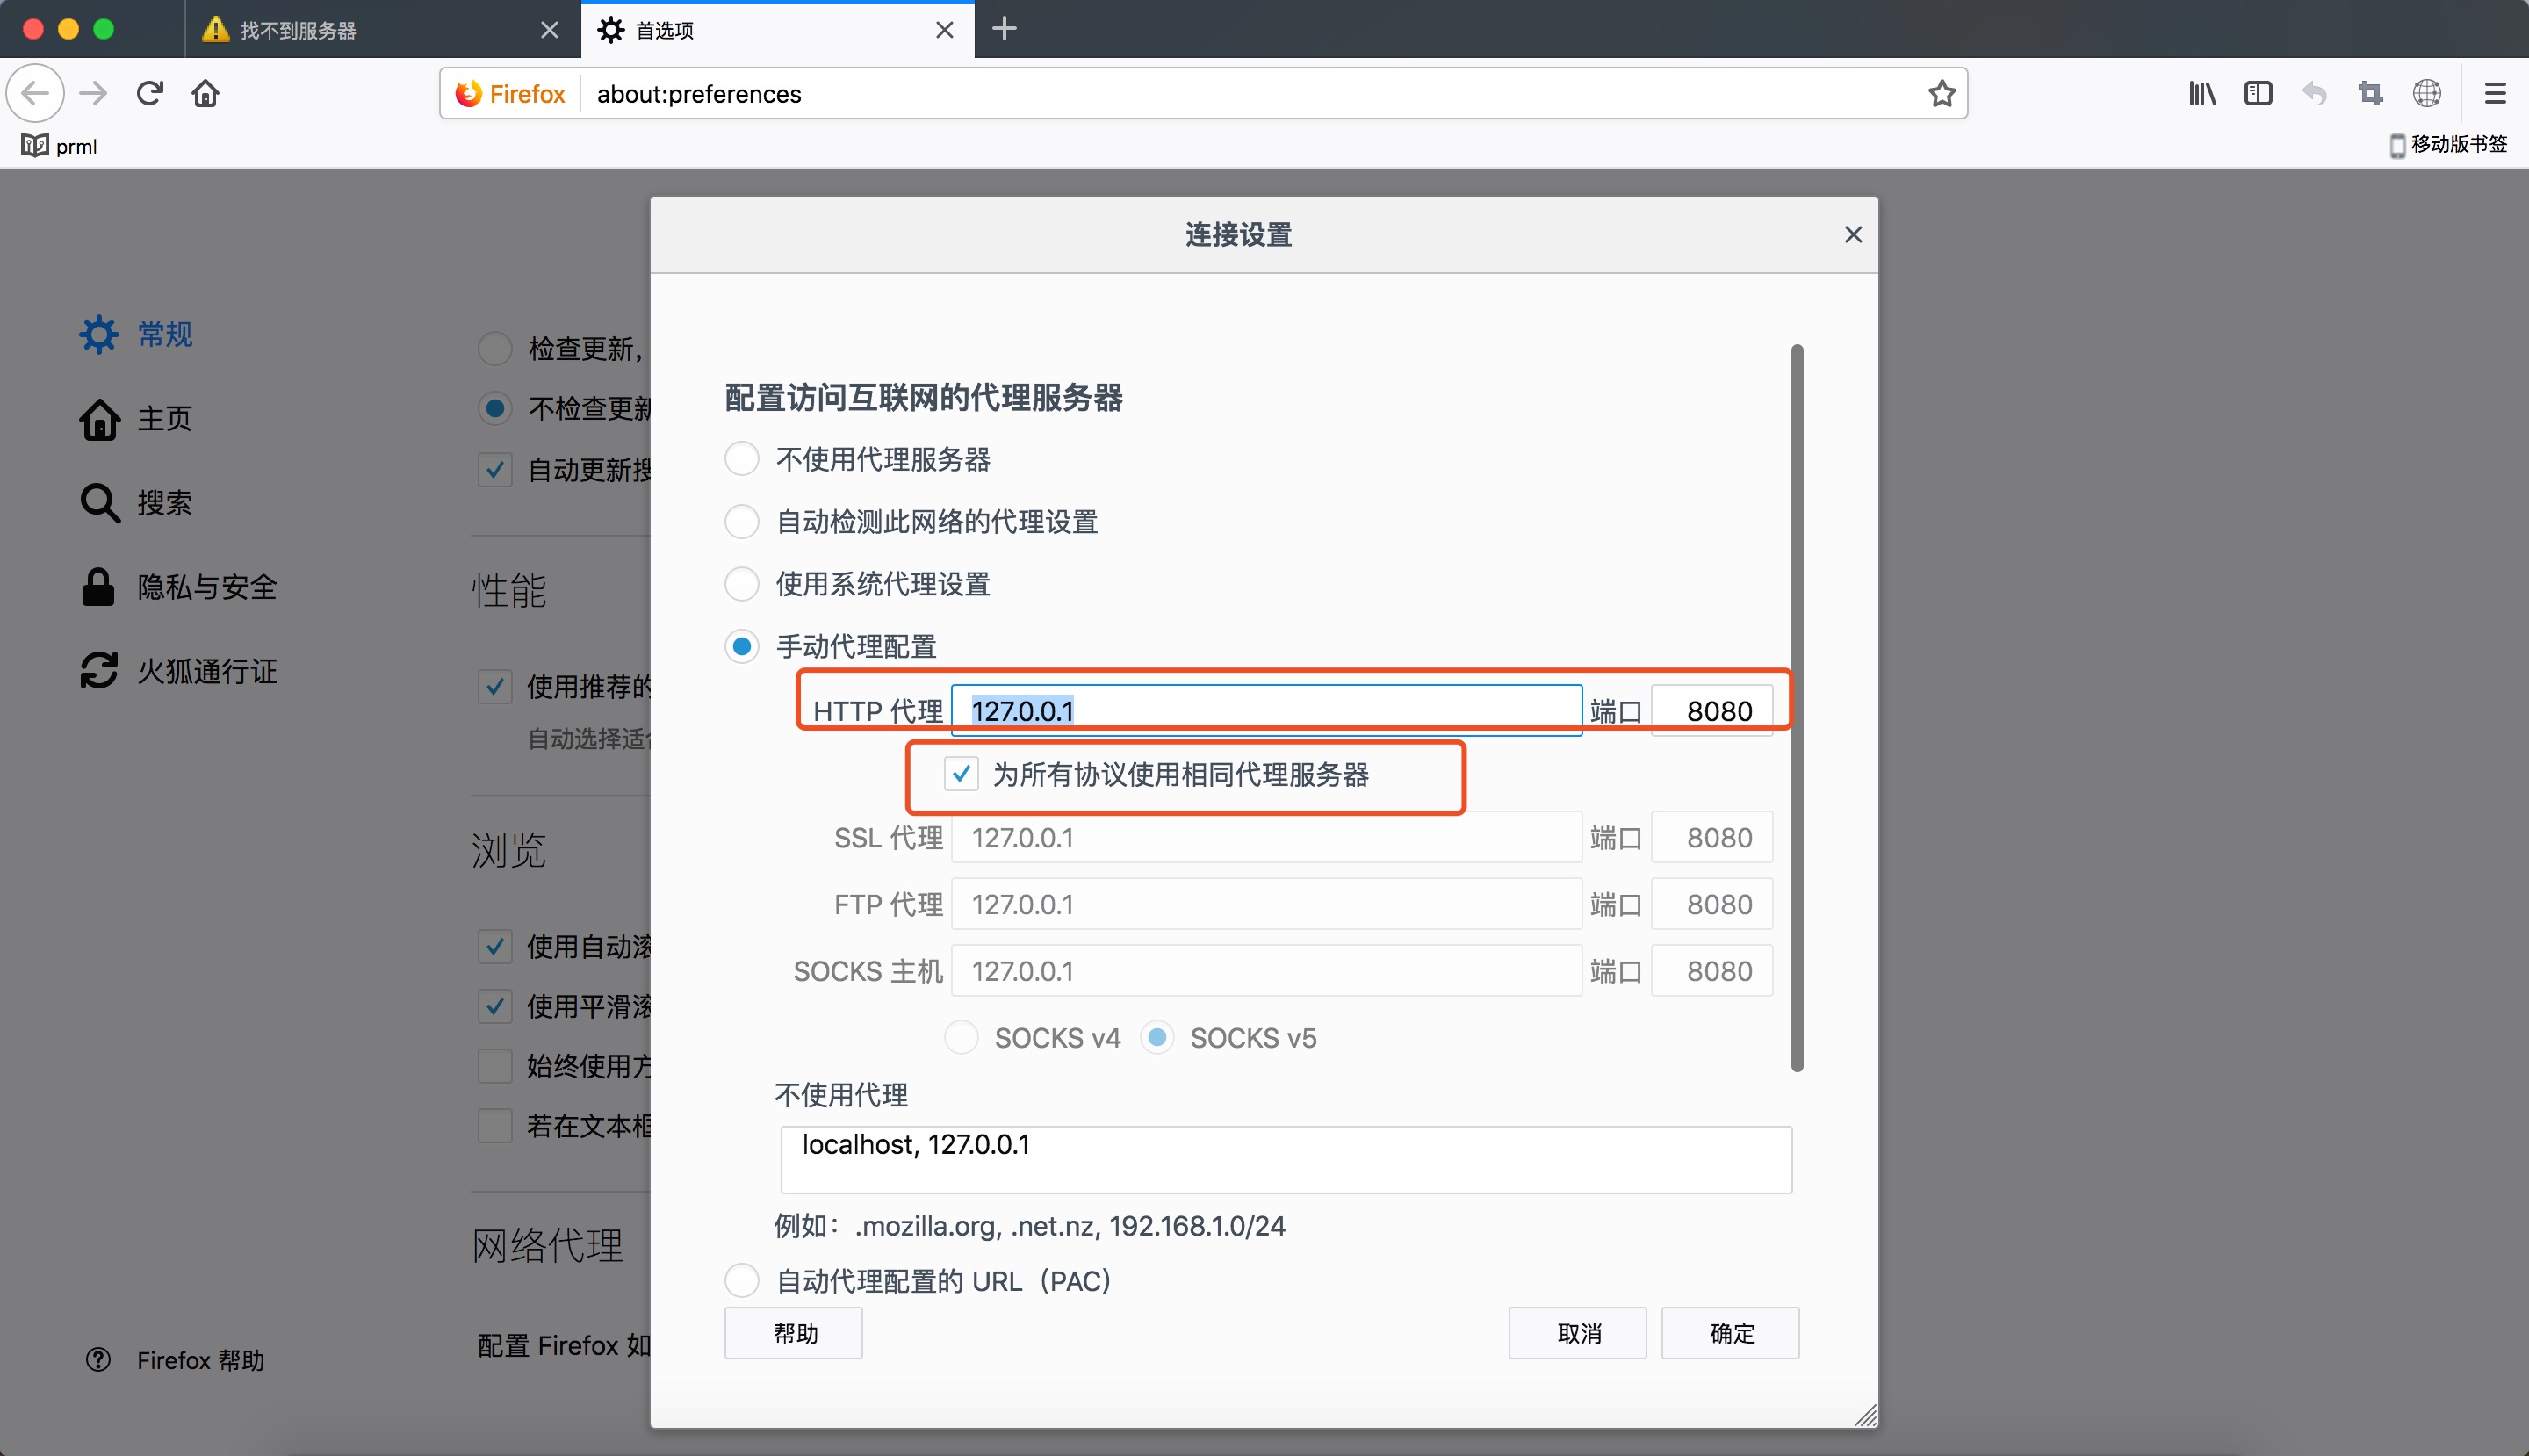 找不到服务器
首选项
Firefox about:preferences
prml
移动版书签
连接设置
常规
主页
搜索
隐私与安全
火狐通行证
Firefox 帮助
检查更新,
不检查更新
自动更新搜
性能
使用推荐的
自动选择适合
浏览
使用自动滚
使用平滑滚
始终使用方
若在文本框
网络代理
配置 Firefox 如
配置访问互联网的代理服务器
不使用代理服务器
自动检测此网络的代理设置
使用系统代理设置
手动代理配置
HTTP 代理 127.0.0.1 端口 8080
为所有协议使用相同代理服务器
SSL 代理 127.0.0.1 端口 8080
FTP 代理 127.0.0.1 端口 8080
SOCKS 主机 127.0.0.1 端口 8080
SOCKS v4 SOCKS v5
不使用代理
localhost, 127.0.0.1
例如：.mozilla.org, .net.nz, 192.168.1.0/24
自动代理配置的 URL（PAC）
帮助 取消 确定